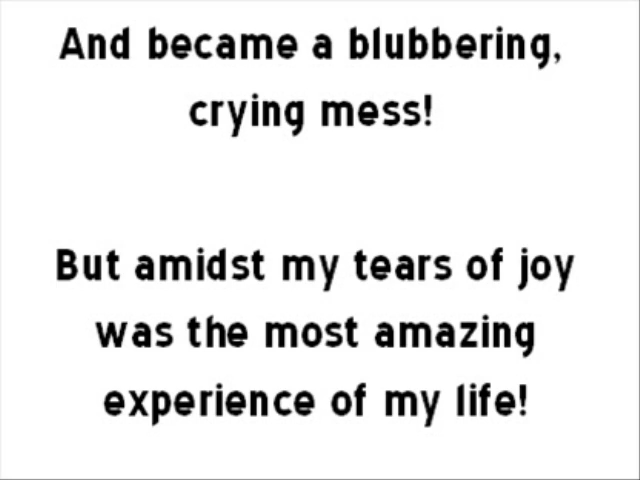 And became a blubbering,
crying mess!
But amidst my tears of joy
was the most amazing
experience of my life!